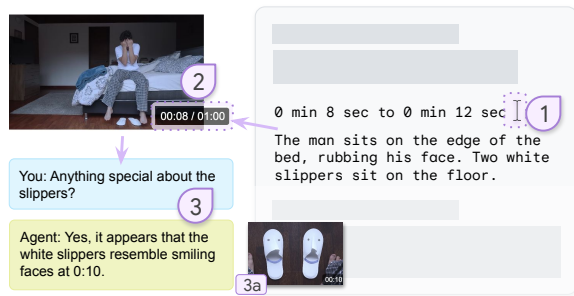 2
00:08 / 01:00
You: Anything special about the
slippers?
3
Agent: Yes, it appears that the
white slippers resemble smiling
faces at 0:10.
0 min 8 sec to 0 min 12 sec
1
The man sits on the edge of the
bed, rubbing his face. Two white
slippers sit on the floor.
3a
00:10